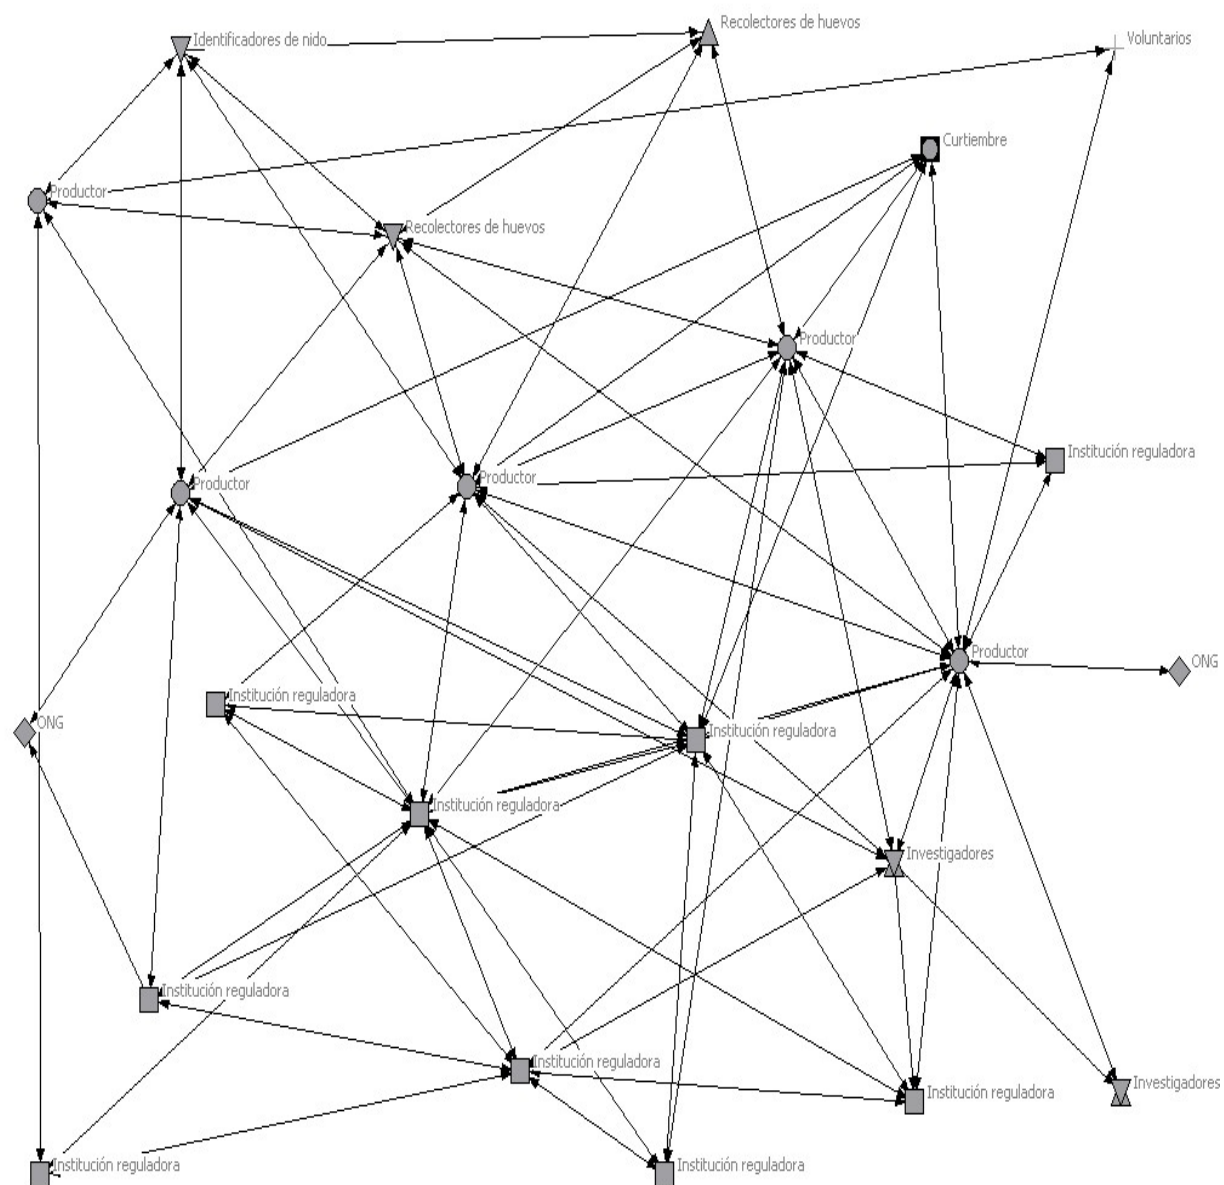 Recolectores de huevos
Identificadores de nido
Voluntarios
Curtiembre
Productor
Recolectores de huevos
Productor
Institución reguladora
Productor
Productor
Productor
ONG
Institución reguladora
ONG
Institución reguladora
Institución reguladora
Investigadores
Institución reguladora
Institución reguladora
Investigadores
Institución reguladora
Institución reguladora
Institución reguladora